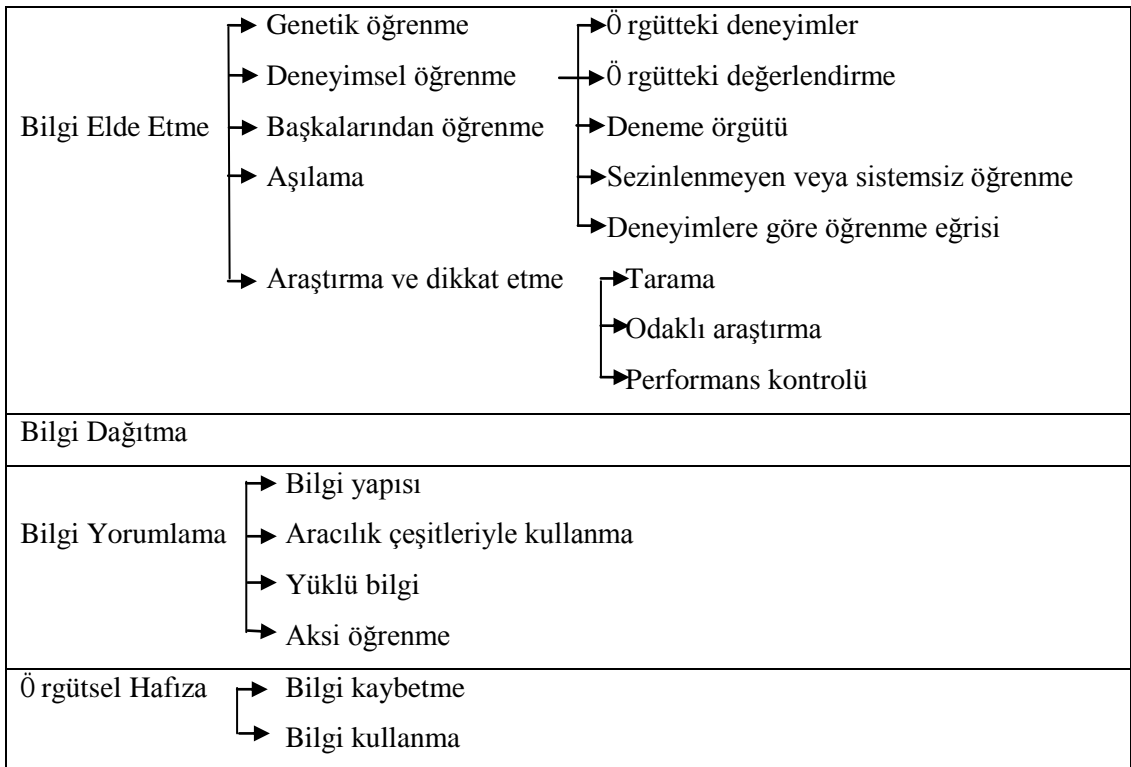 Genetik öğrenme Örgütteki deneyimler
Deneyimsel öğrenme Örgütteki değerlendirme
Bilgi Elde Etme Başkalarından öğrenme Deneme örgütü
Aşılama Sezinlenmeyen veya sistemsiz öğrenme
Deneyimlere göre öğrenme eğrisi
Araştırma ve dikkat etme Tarama
Odaklı araştırma
Performans kontrolü
Bilgi Dağıtma
Bilgi yapısı
Bilgi Yorumlama Aracılık çeşitleriyle kullanma
Yüklü bilgi
Aksi öğrenme
Örgütsel Hafıza Bilgi kaybetme
Bilgi kullanma